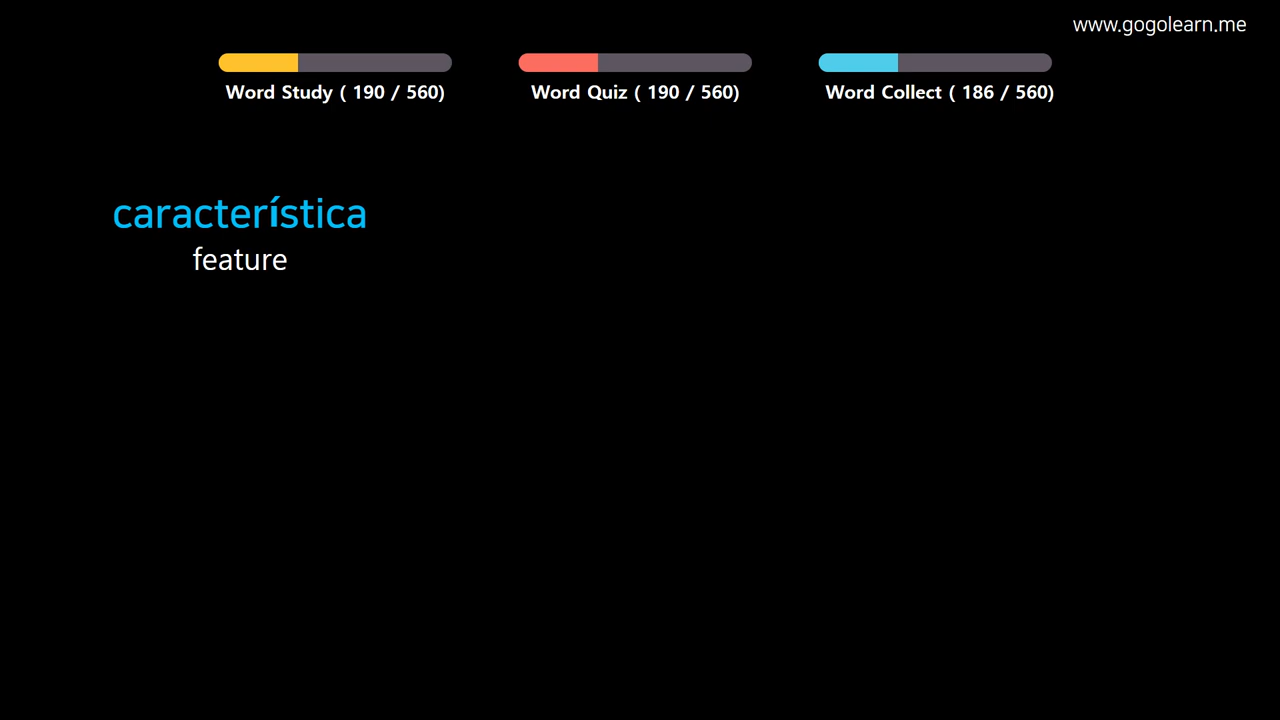 www.gogolearn.me
Word Study ( 190 / 560)
Word Quiz ( 190 / 560)
Word Collect ( 186 / 560)
característica
feature